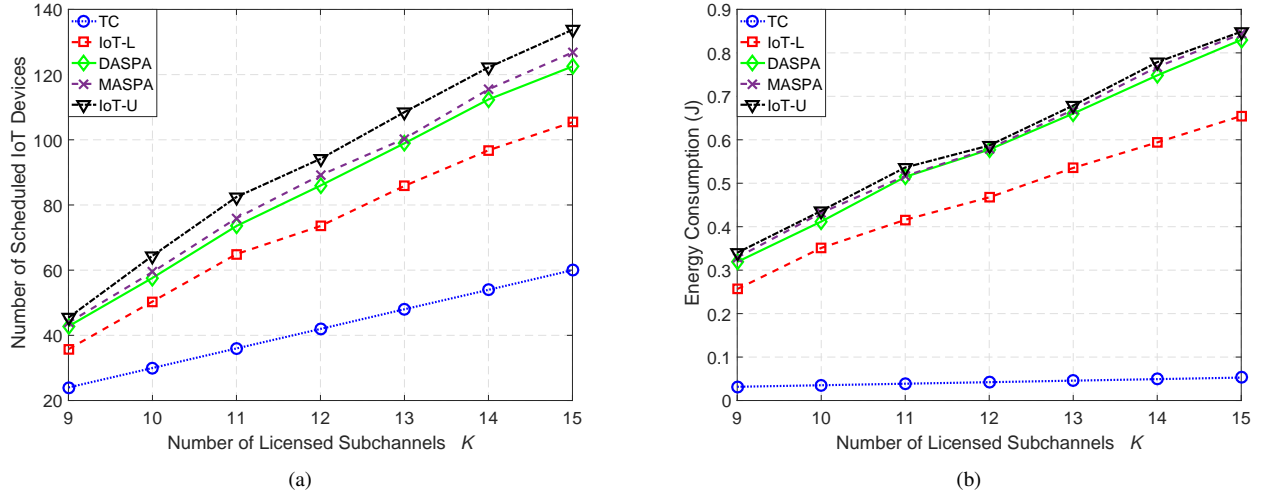 TC
IoT-L
DASPA
MASPA
IoT-U
Number of Scheduled IoT Devices
140
120
100
80
60
40
20
9 10 11 12 13 14 15
Number of Licensed Subchannels K
(a)
TC
IoT-L
DASPA
MASPA
IoT-U
Energy Consumption (J)
0.9
0.8
0.7
0.6
0.5
0.4
0.3
0.2
0.1
0
9 10 11 12 13 14 15
Number of Licensed Subchannels K
(b)